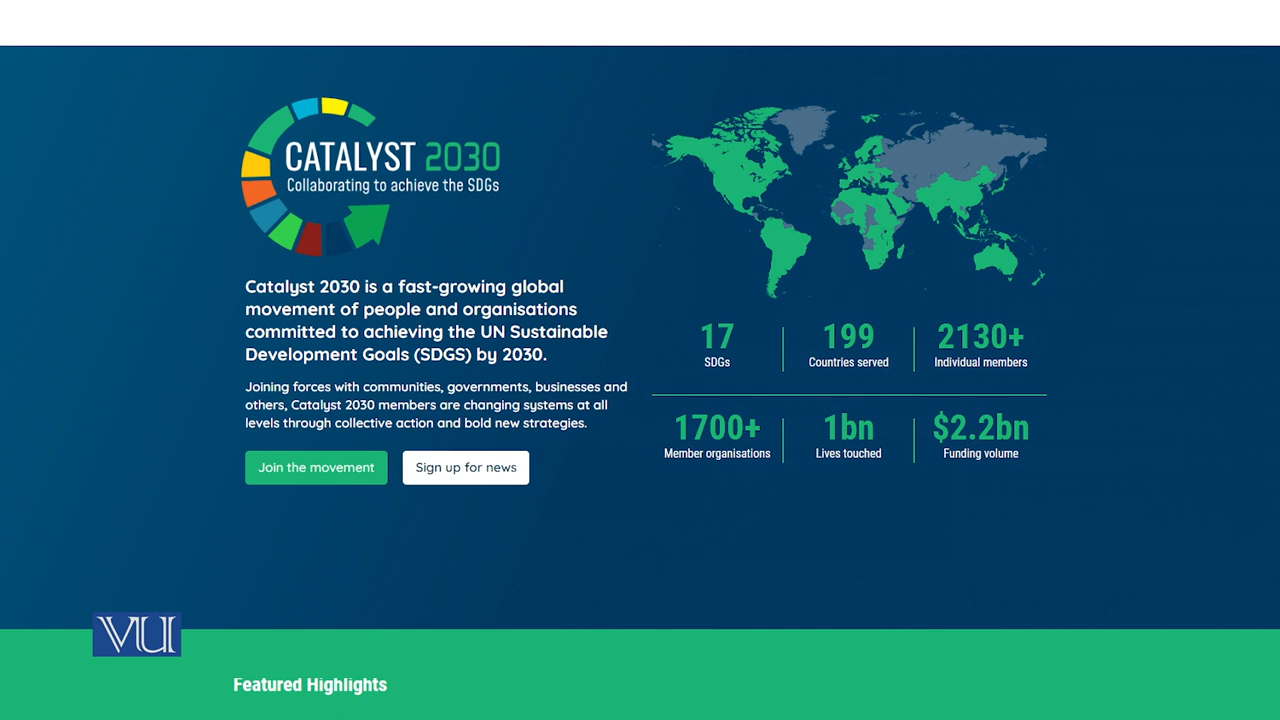 CATALYST 2030
Collaborating to achieve the SDGs
Catalyst 2030 is a fast-growing global
movement of people and organisations
committed to achieving the UN Sustainable
Development Goals (SDGS) by 2030.
Joining forces with communities, governments, businesses and
others, Catalyst 2030 members are changing systems at all
levels through collective action and bold new strategies.
Join the movement
Sign up for news
17
SDGs
199
Countries served
2130+
Individual members
1700+
Member organisations
1bn
Lives touched
$2.2bn
Funding volume
VU
Featured Highlights